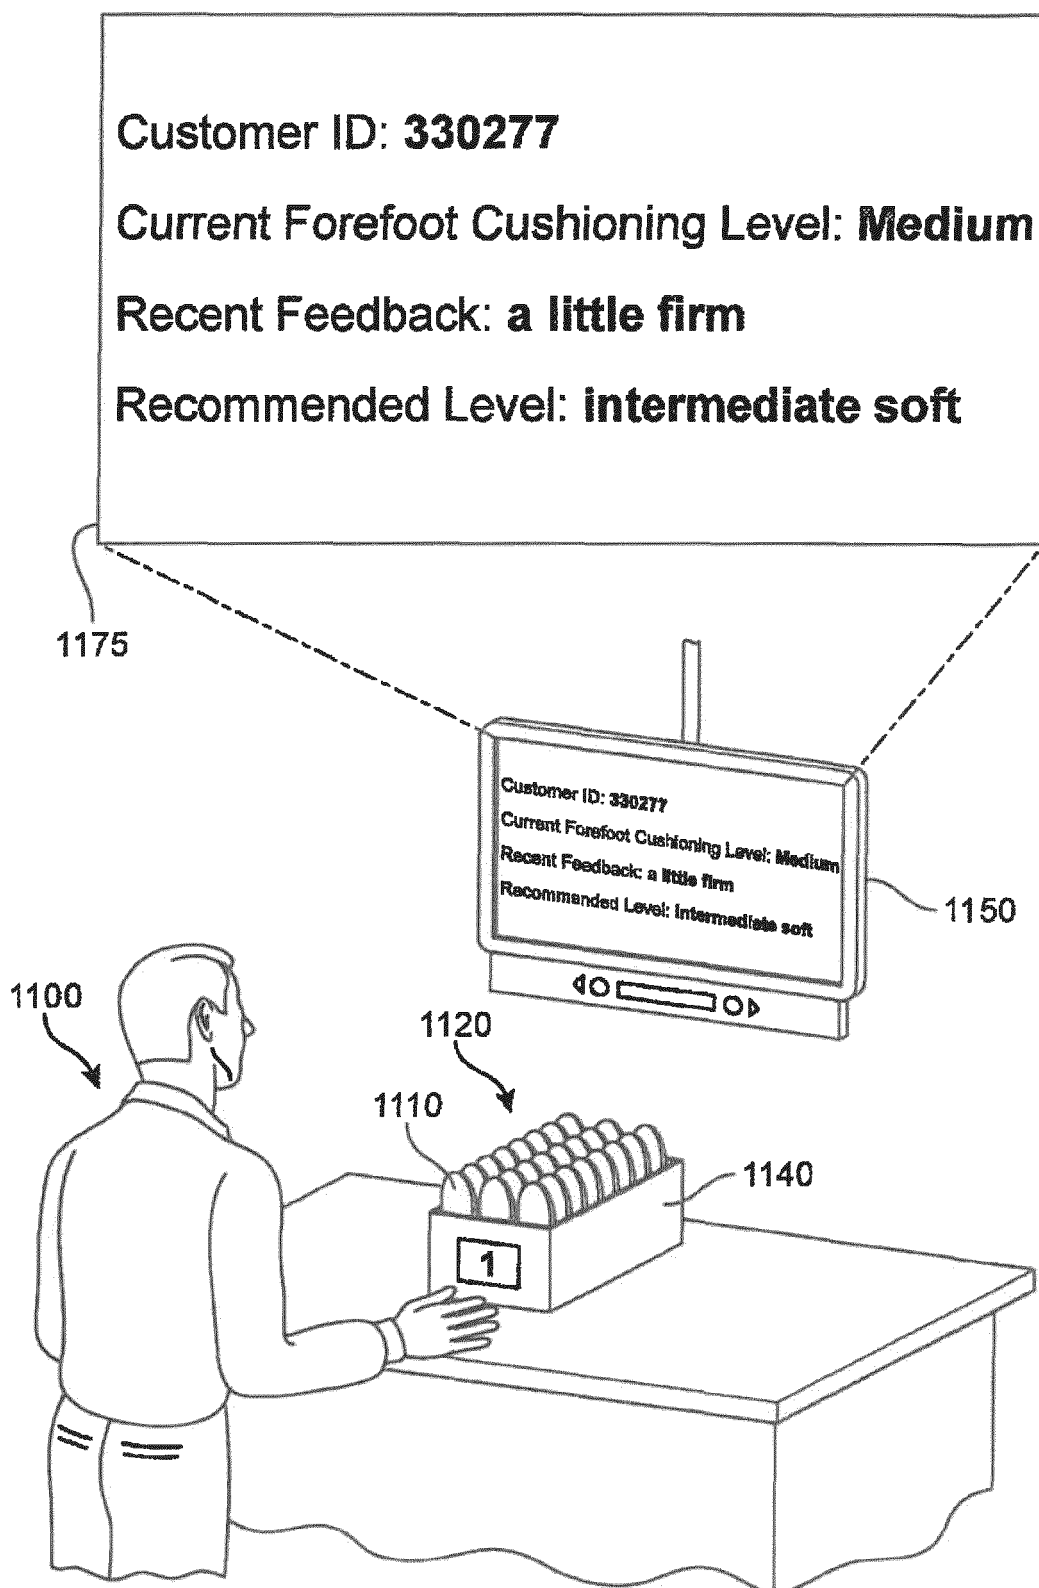 Customer ID: 330277
Current Forefoot Cushioning Level: Medium
Recent Feedback: a little firm
Recommended Level: intermediate soft
1175
Customer ID: 330277
Current Forefoot Cushioning Level: Medium
Recent Feedback: a little firm
Recommended Level: intermediate soft
1150
1100
1120
1110
1140
1